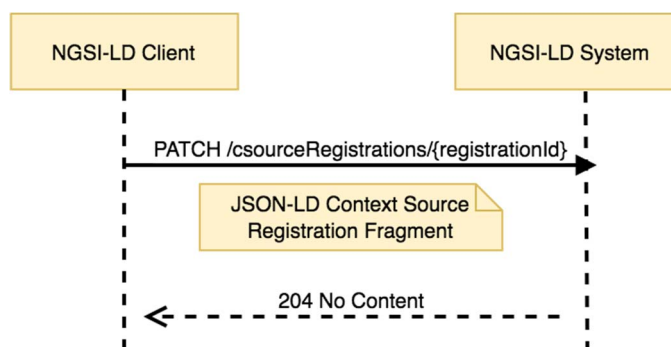 NGSI-LD Client
NGSI-LD System
PATCH /csourceRegistrations/{registrationId}
JSON-LD Context Source
Registration Fragment
204 No Content